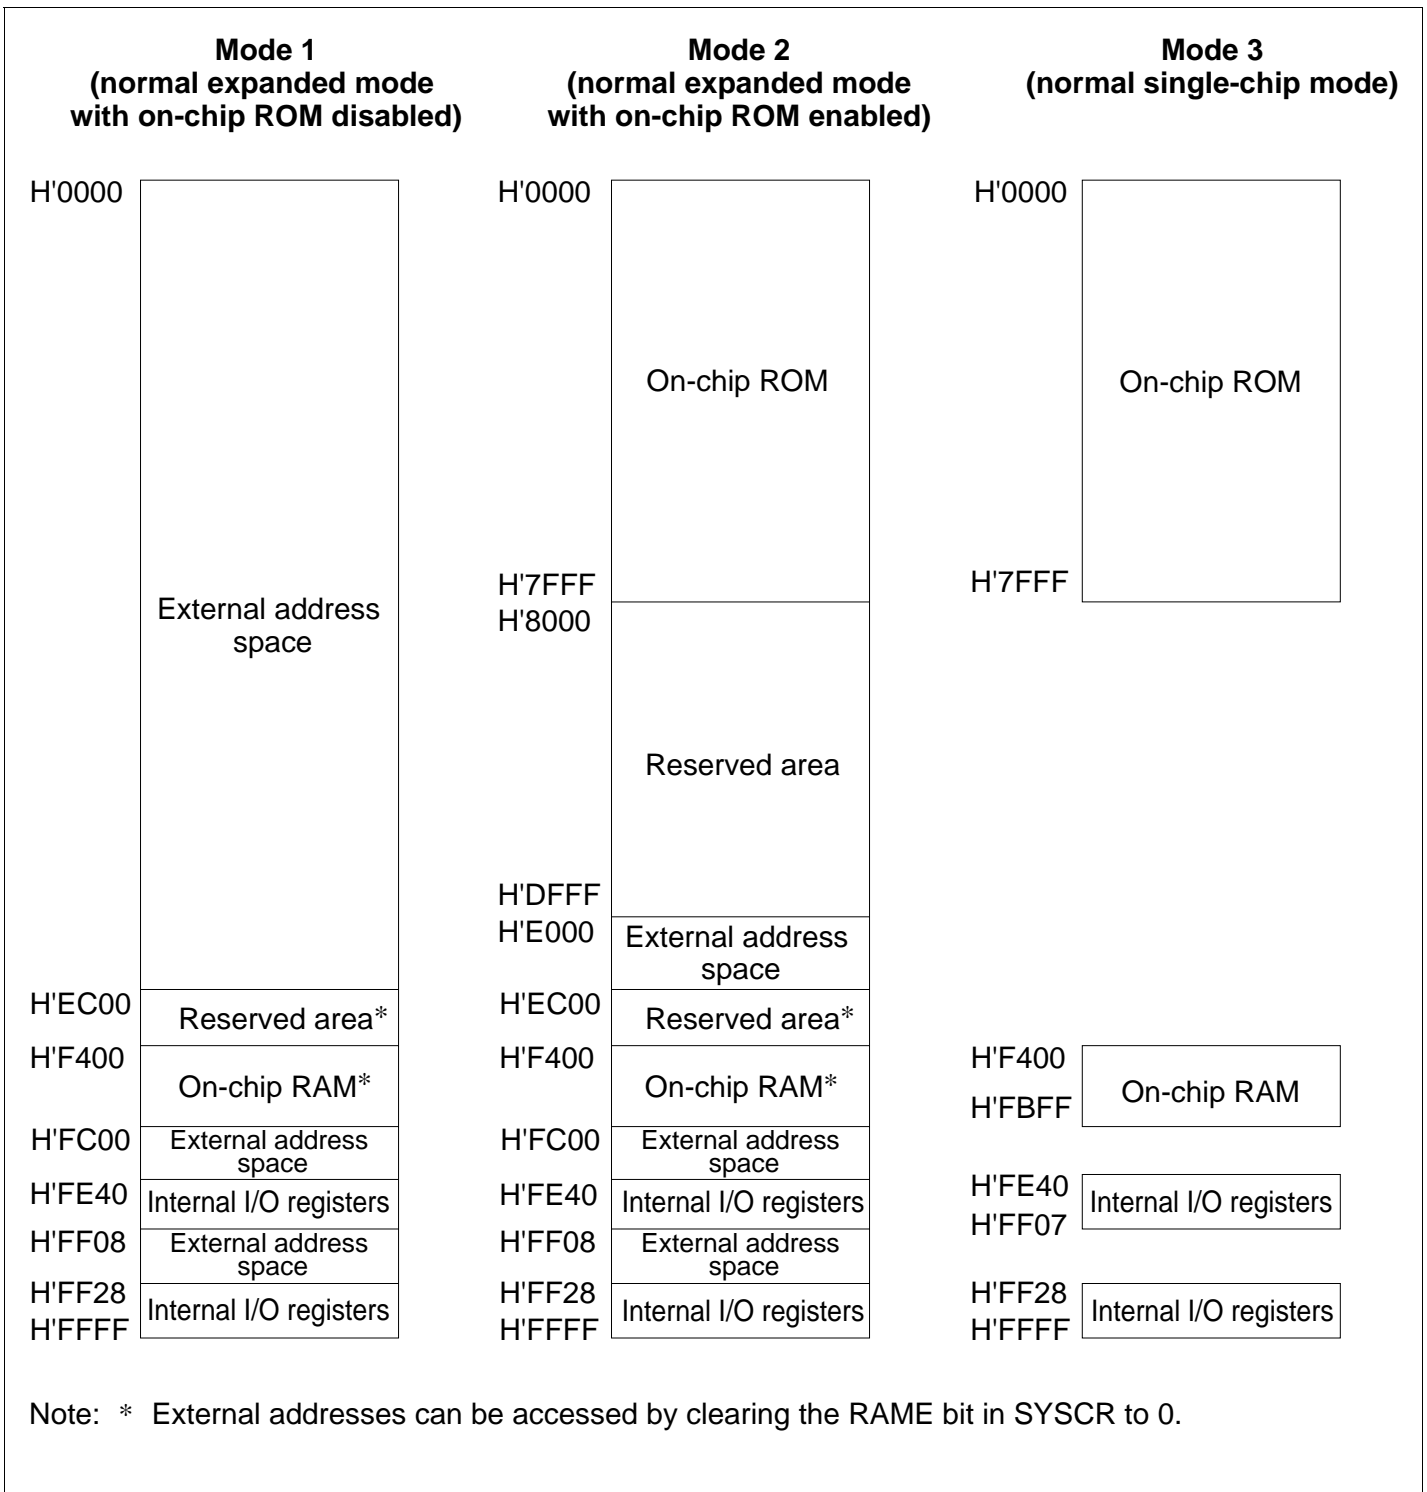 Mode 1
(normal expanded mode
with on-chip ROM disabled)
Mode 2
(normal expanded mode
with on-chip ROM enabled)
Mode 3
(normal single-chip mode)
H'0000
External address
space
H'EC00
Reserved area*
H'F400
On-chip RAM*
H'FC00
External address
space
H'FE40
Internal I/O registers
H'FF08
External address
space
H'FF28
Internal I/O registers
H'FFFF
H'0000
On-chip ROM
H'7FFF
H'8000
Reserved area
H'DFFF
H'E000
External address
space
H'EC00
Reserved area*
H'F400
On-chip RAM*
H'FC00
External address
space
H'FE40
Internal I/O registers
H'FF08
External address
space
H'FF28
Internal I/O registers
H'FFFF
H'0000
On-chip ROM
H'7FFF
H'F400
On-chip RAM
H'FBFF
H'FE40
Internal I/O registers
H'FF07
H'FF28
Internal I/O registers
H'FFFF
Note: * External addresses can be accessed by clearing the RAME bit in SYSCR to 0.